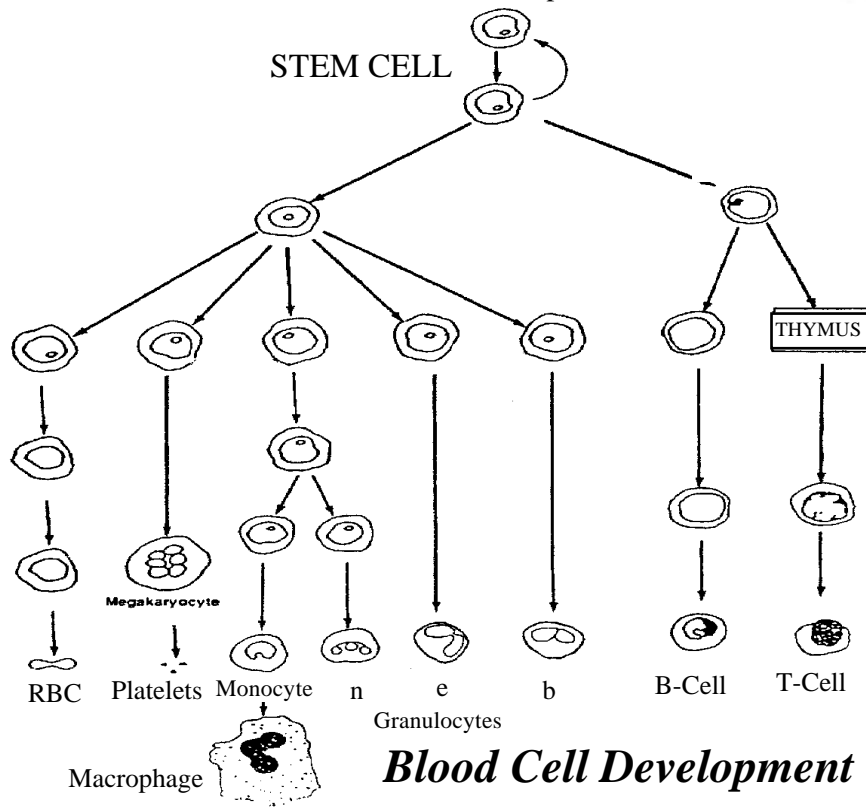 STEM CELL
THYMUS
Megakaryocyte
RBC
Platelets
Monocyte
n
e
b
B-Cell
T-Cell
Granulocytes
Macrophage
Blood Cell Development